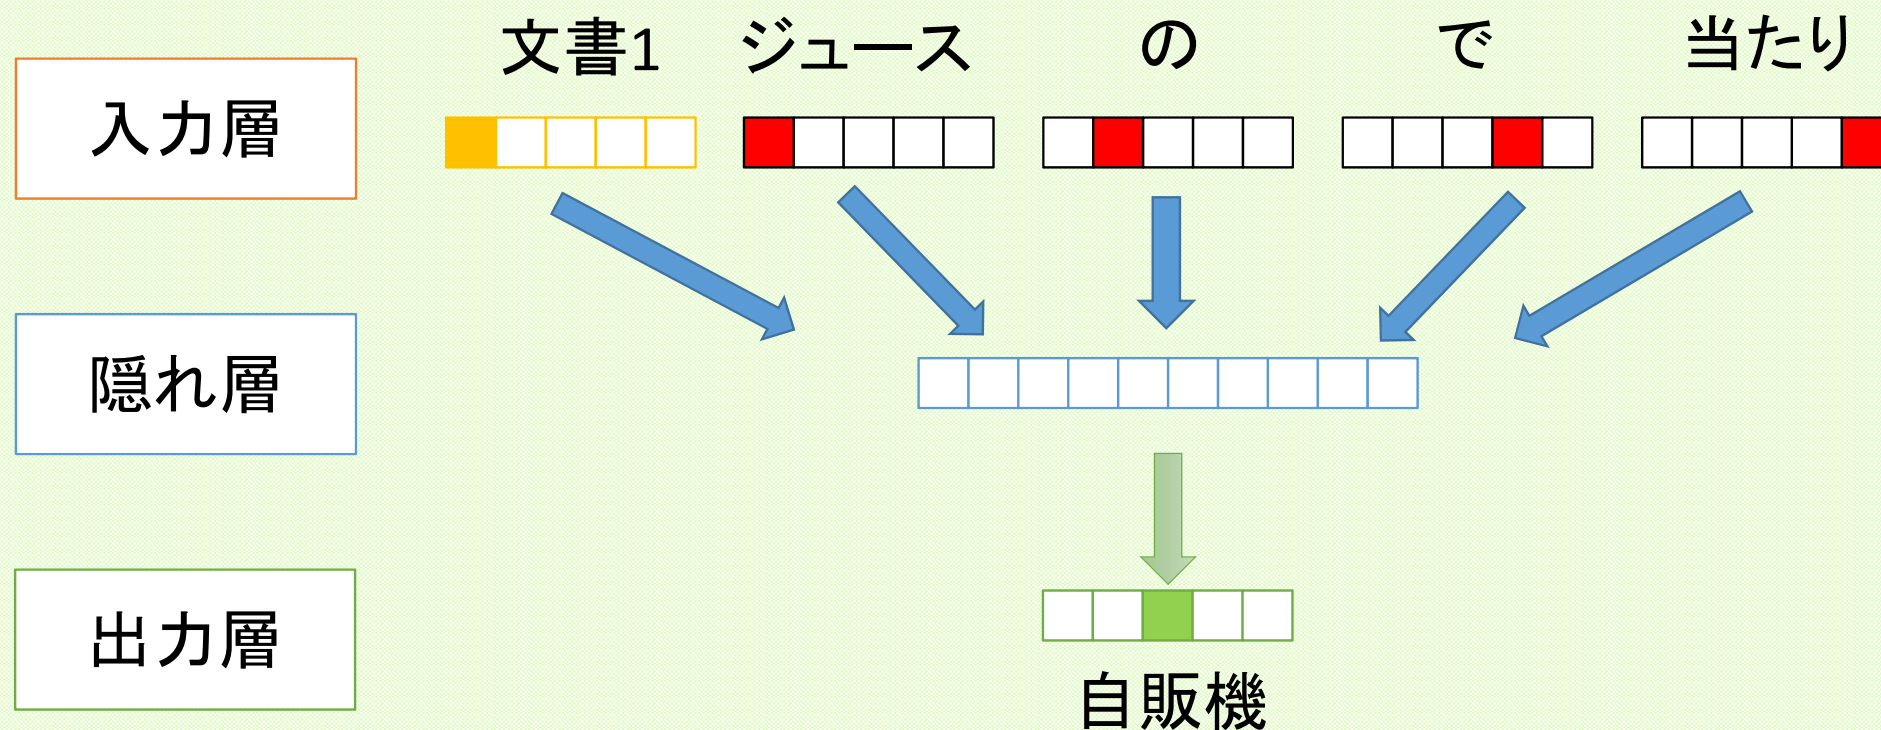 文書1 ジュース の で 当たり
入力層
隠れ層
出力層
自販機